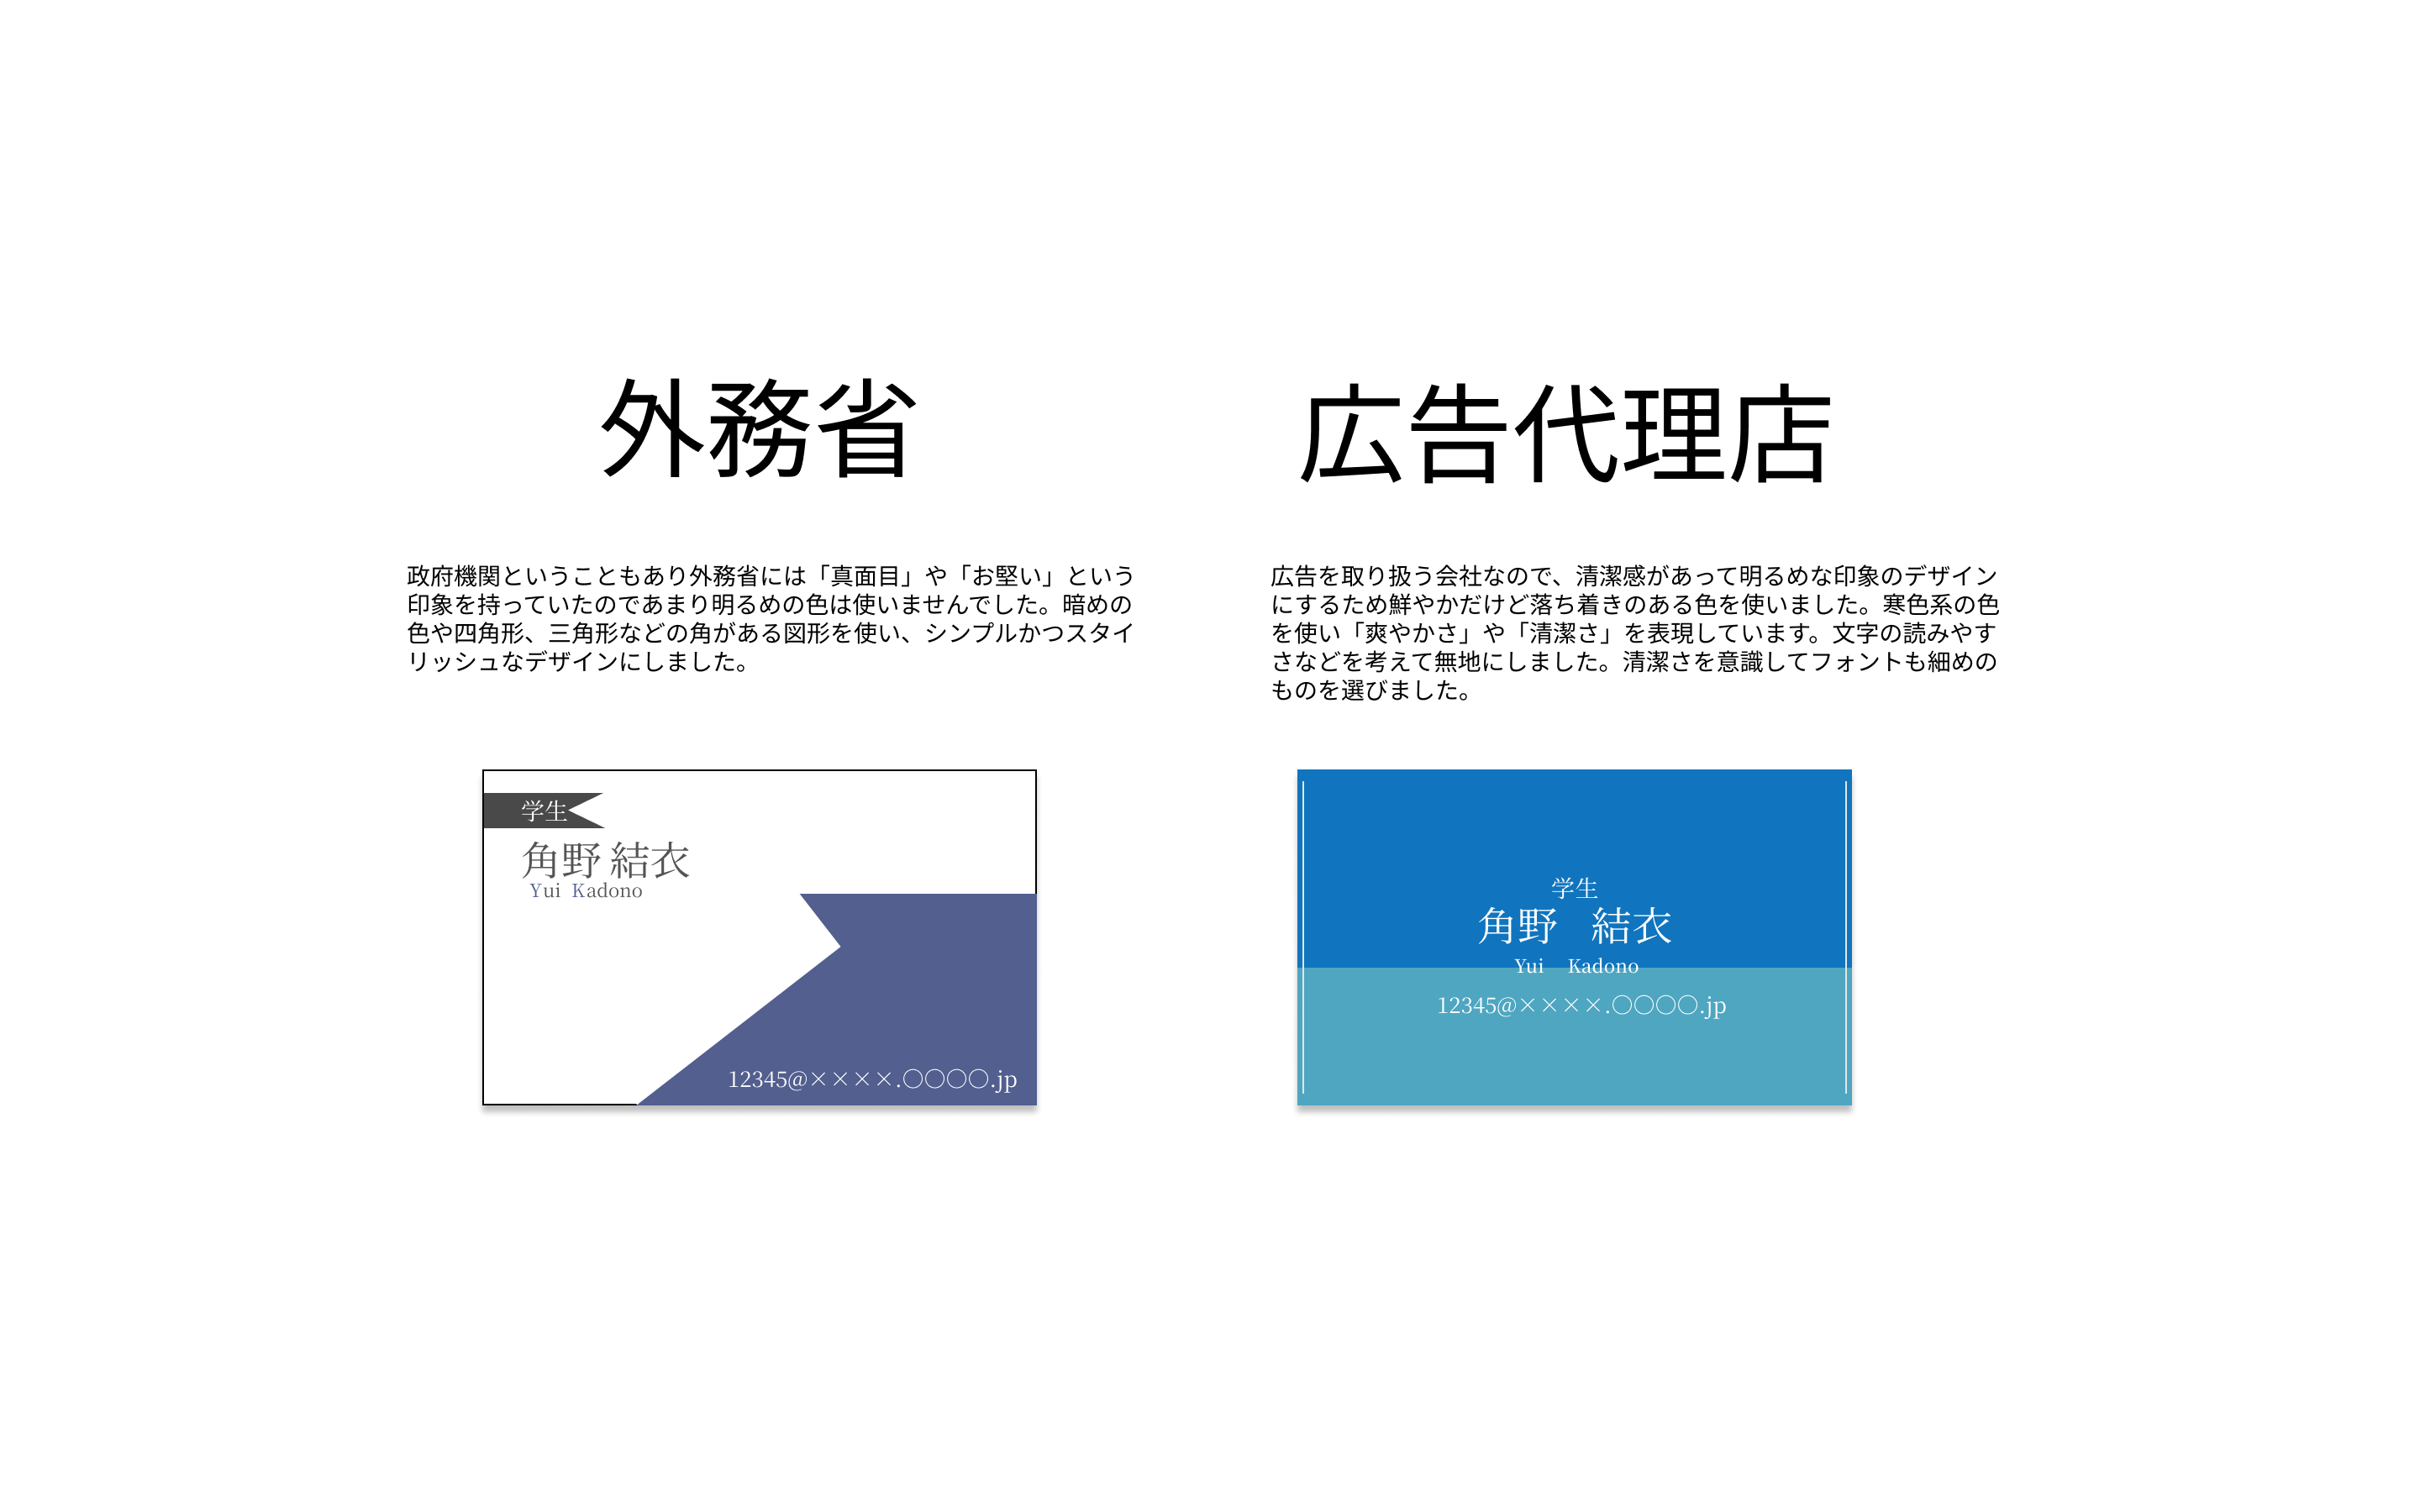 外務省
政府機関ということもあり外務省には「真面目」や「お堅い」という
印象を持っていたのであまり明るめの色は使いませんでした。暗めの
色や四角形、三角形などの角がある図形を使い、シンプルかつスタイ
リッシュなデザインにしました。
学生
角野 結衣
Yui Kadono
12345@××××.○○○○.jp
広告代理店
広告を取り扱う会社なので、清潔感があって明るめな印象のデザイン
にするため鮮やかだけど落ち着きのある色を使いました。寒色系の色
を使い「爽やかさ」や「清潔さ」を表現しています。文字の読みやす
さなどを考えて無地にしました。清潔さを意識してフォントも細めの
ものを選びました。
学生
角野　結衣
Yui Kadono
12345@××××.○○○○.jp